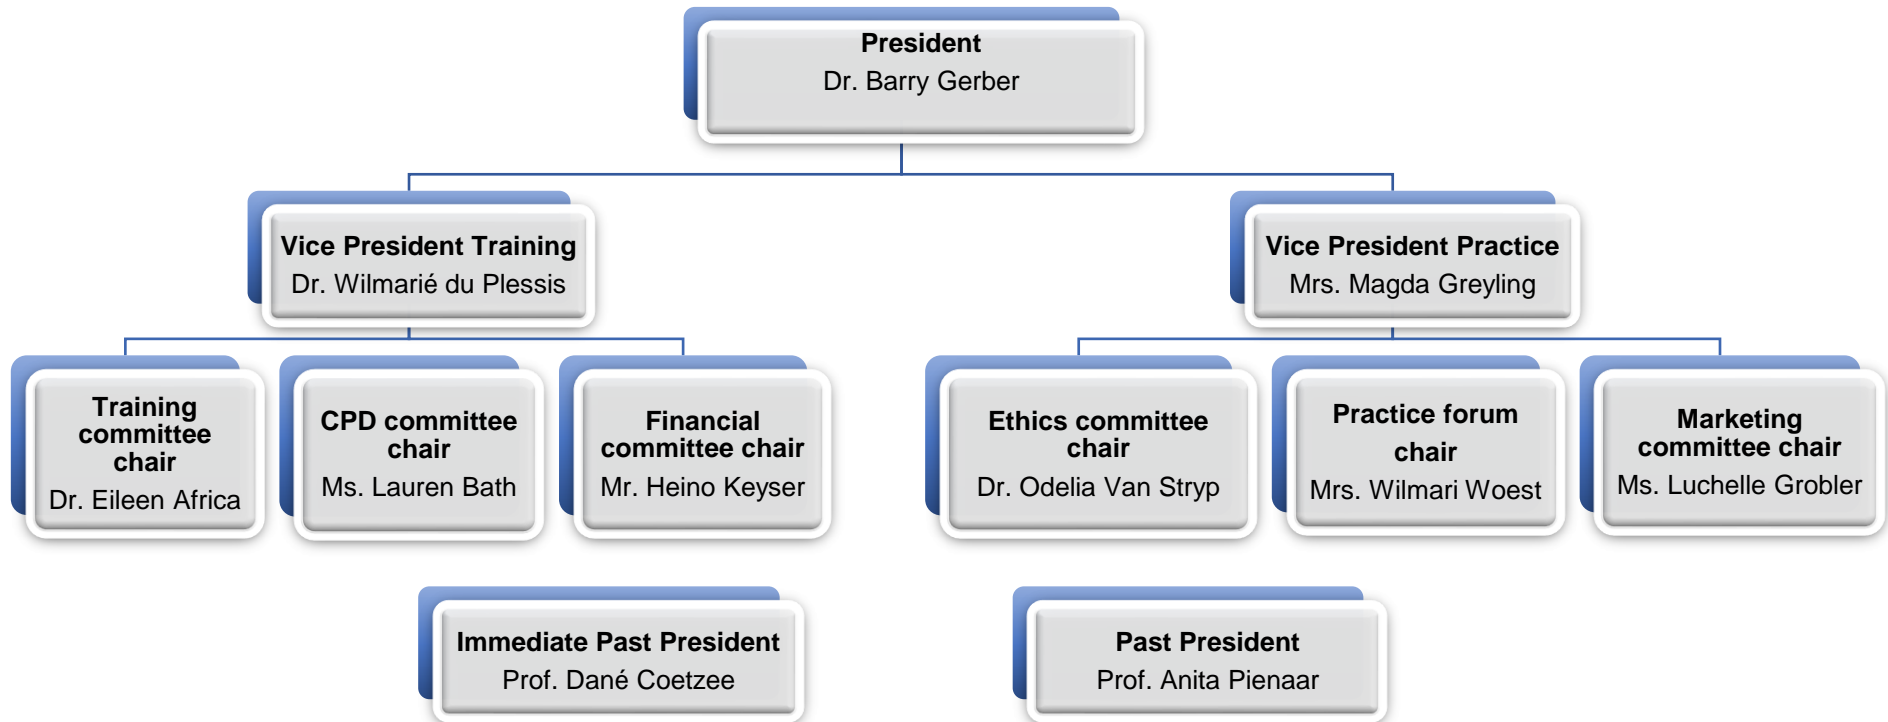 President
Dr. Barry Gerber
Vice President Training
Dr. Wilmarié du Plessis
Vice President Practice
Mrs. Magda Greyling
Training
committee
chair
Dr. Eileen Africa
CPD committee
chair
Ms. Lauren Bath
Financial
committee chair
Mr. Heino Keyser
Ethics committee
chair
Dr. Odelia Van Stryp
Practice forum
chair
Mrs. Wilmari Woest
Marketing
committee chair
Ms. Luchelle Grobler
Immediate Past President
Prof. Dané Coetzee
Past President
Prof. Anita Pienaar